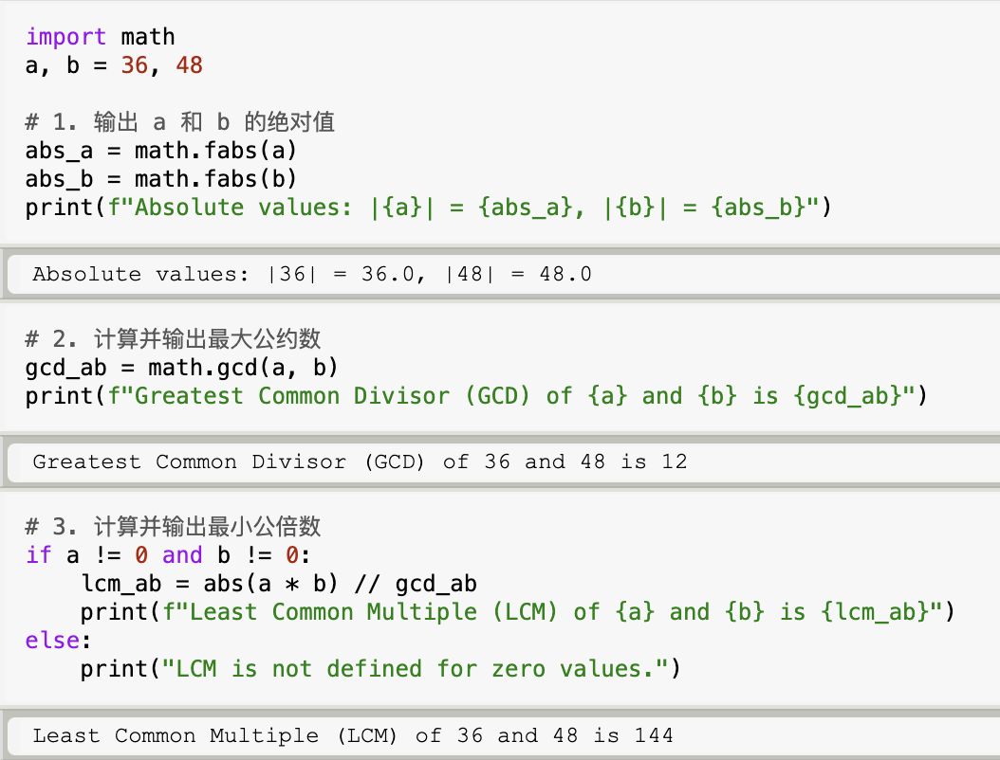 import math
a, b = 36, 48
# 1. 输出 a 和 b 的绝对值
abs_a = math.fabs(a)
abs_b = math.fabs(b)
print(f"Absolute values: |{a}| = {abs_a}, |{b}| = {abs_b}")
Absolute values: |36| = 36.0, |48| = 48.0
# 2. 计算并输出最大公约数
gcd_ab = math.gcd(a, b)
print(f"Greatest Common Divisor (GCD) of {a} and {b} is {gcd_ab}")
Greatest Common Divisor (GCD) of 36 and 48 is 12
# 3. 计算并输出最小公倍数
if a != 0 and b != 0:
    lcm_ab = abs(a * b) // gcd_ab
    print(f"Least Common Multiple (LCM) of {a} and {b} is {lcm_ab}")
else:
    print("LCM is not defined for zero values.")
Least Common Multiple (LCM) of 36 and 48 is 144